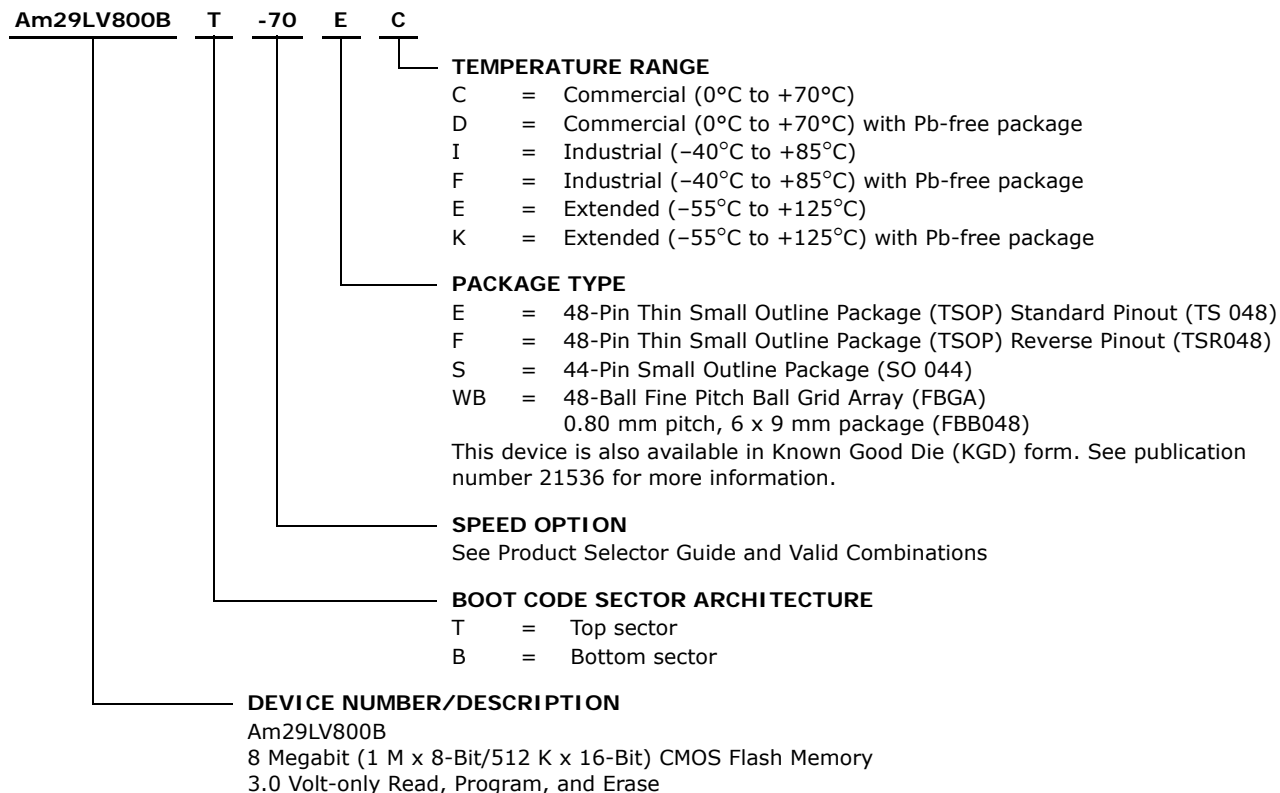 Am29LV800B T -70 E C
TEMPERATURE RANGE
C = Commercial (0°C to +70°C)
D = Commercial (0°C to +70°C) with Pb-free package
I = Industrial (–40°C to +85°C)
F = Industrial (–40°C to +85°C) with Pb-free package
E = Extended (–55°C to +125°C)
K = Extended (–55°C to +125°C) with Pb-free package
PACKAGE TYPE
E = 48-Pin Thin Small Outline Package (TSOP) Standard Pinout (TS 048)
F = 48-Pin Thin Small Outline Package (TSOP) Reverse Pinout (TSR048)
S = 44-Pin Small Outline Package (SO 044)
WB = 48-Ball Fine Pitch Ball Grid Array (FBGA)
0.80 mm pitch, 6 x 9 mm package (FBB048)
This device is also available in Known Good Die (KGD) form. See publication
number 21536 for more information.
SPEED OPTION
See Product Selector Guide and Valid Combinations
BOOT CODE SECTOR ARCHITECTURE
T = Top sector
B = Bottom sector
DEVICE NUMBER/DESCRIPTION
Am29LV800B
8 Megabit (1 M x 8-Bit/512 K x 16-Bit) CMOS Flash Memory
3.0 Volt-only Read, Program, and Erase